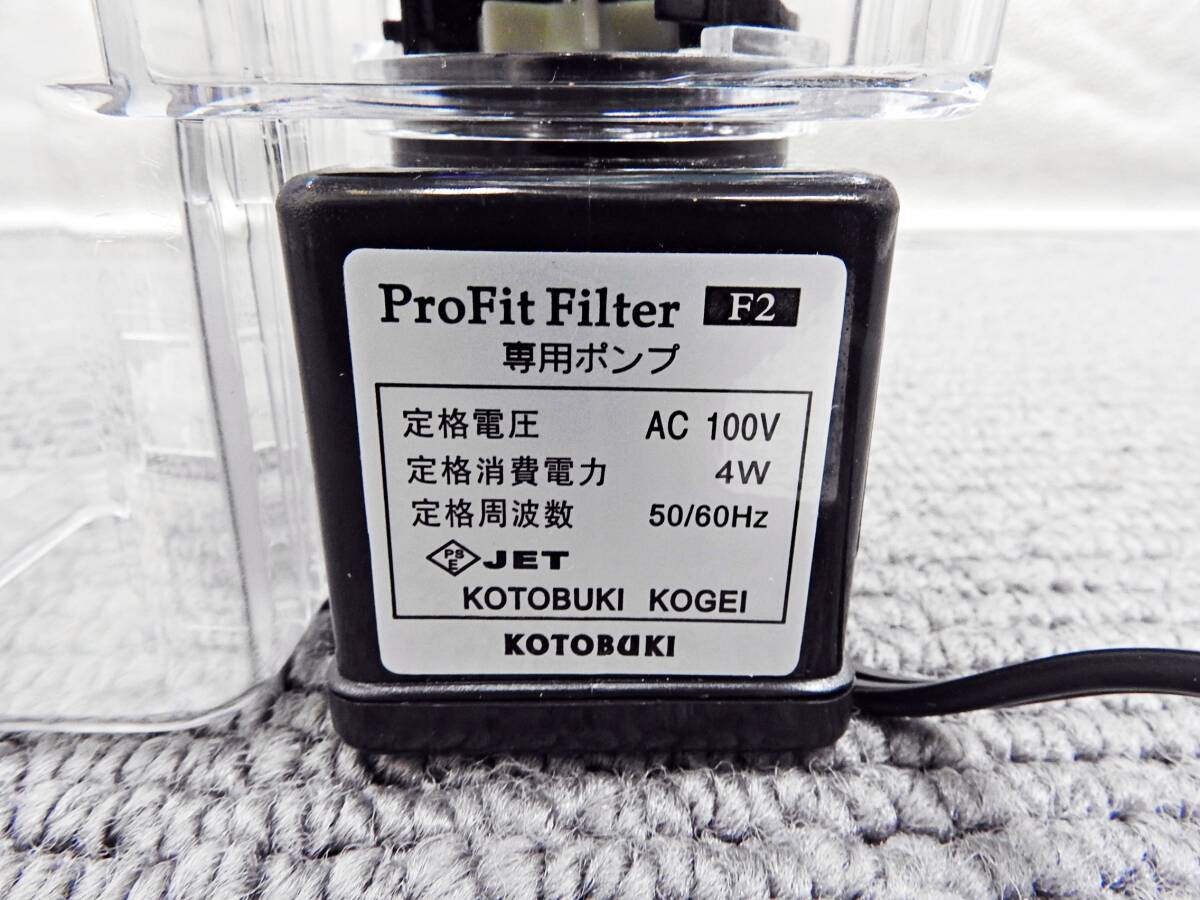 ProFit Filter F2
専用ポンプ
定格電圧 AC 100V
定格消費電力 4W
定格周波数 50/60Hz
PSE JET
KOTOBUKI KOGEI
KOTOBUKI